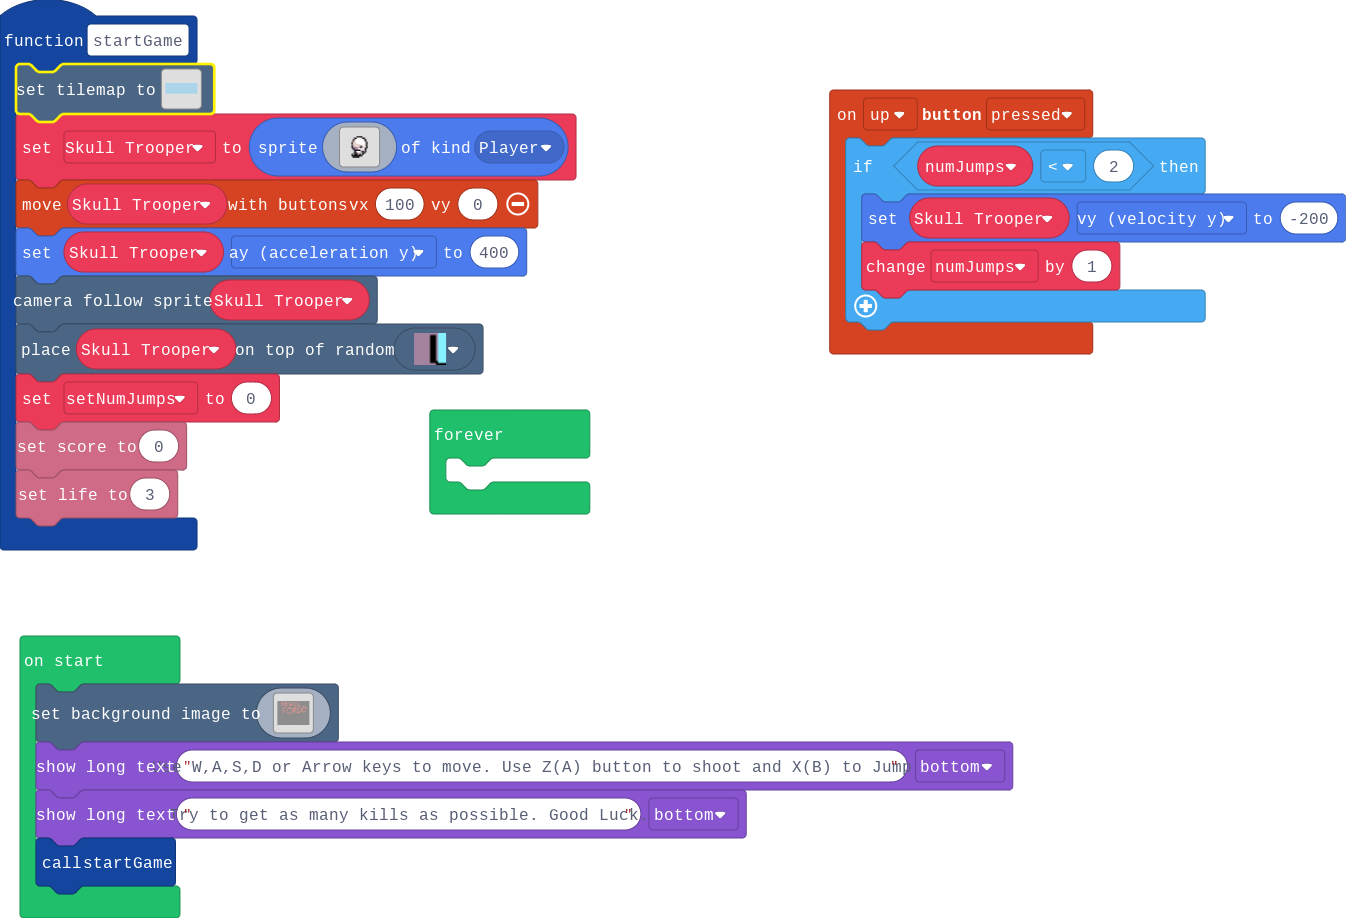 function startGame
set tilemap to
set Skull Trooper to sprite of kind Player
move Skull Trooper with buttons vx 100 vy 0
set Skull Trooper ay (acceleration y) to 400
camera follow sprite Skull Trooper
place Skull Trooper on top of random
set setNumJumps to 0
set score to 0
set life to 3
on up button pressed
if numJumps < 2 then
set Skull Trooper vy (velocity y) to -200
change numJumps by 1
forever
on start
set background image to
show long text "W,A,S,D or Arrow keys to move. Use Z(A) button to shoot and X(B) to Jump" bottom
show long text "ry to get as many kills as possible. Good Luck" bottom
call startGame